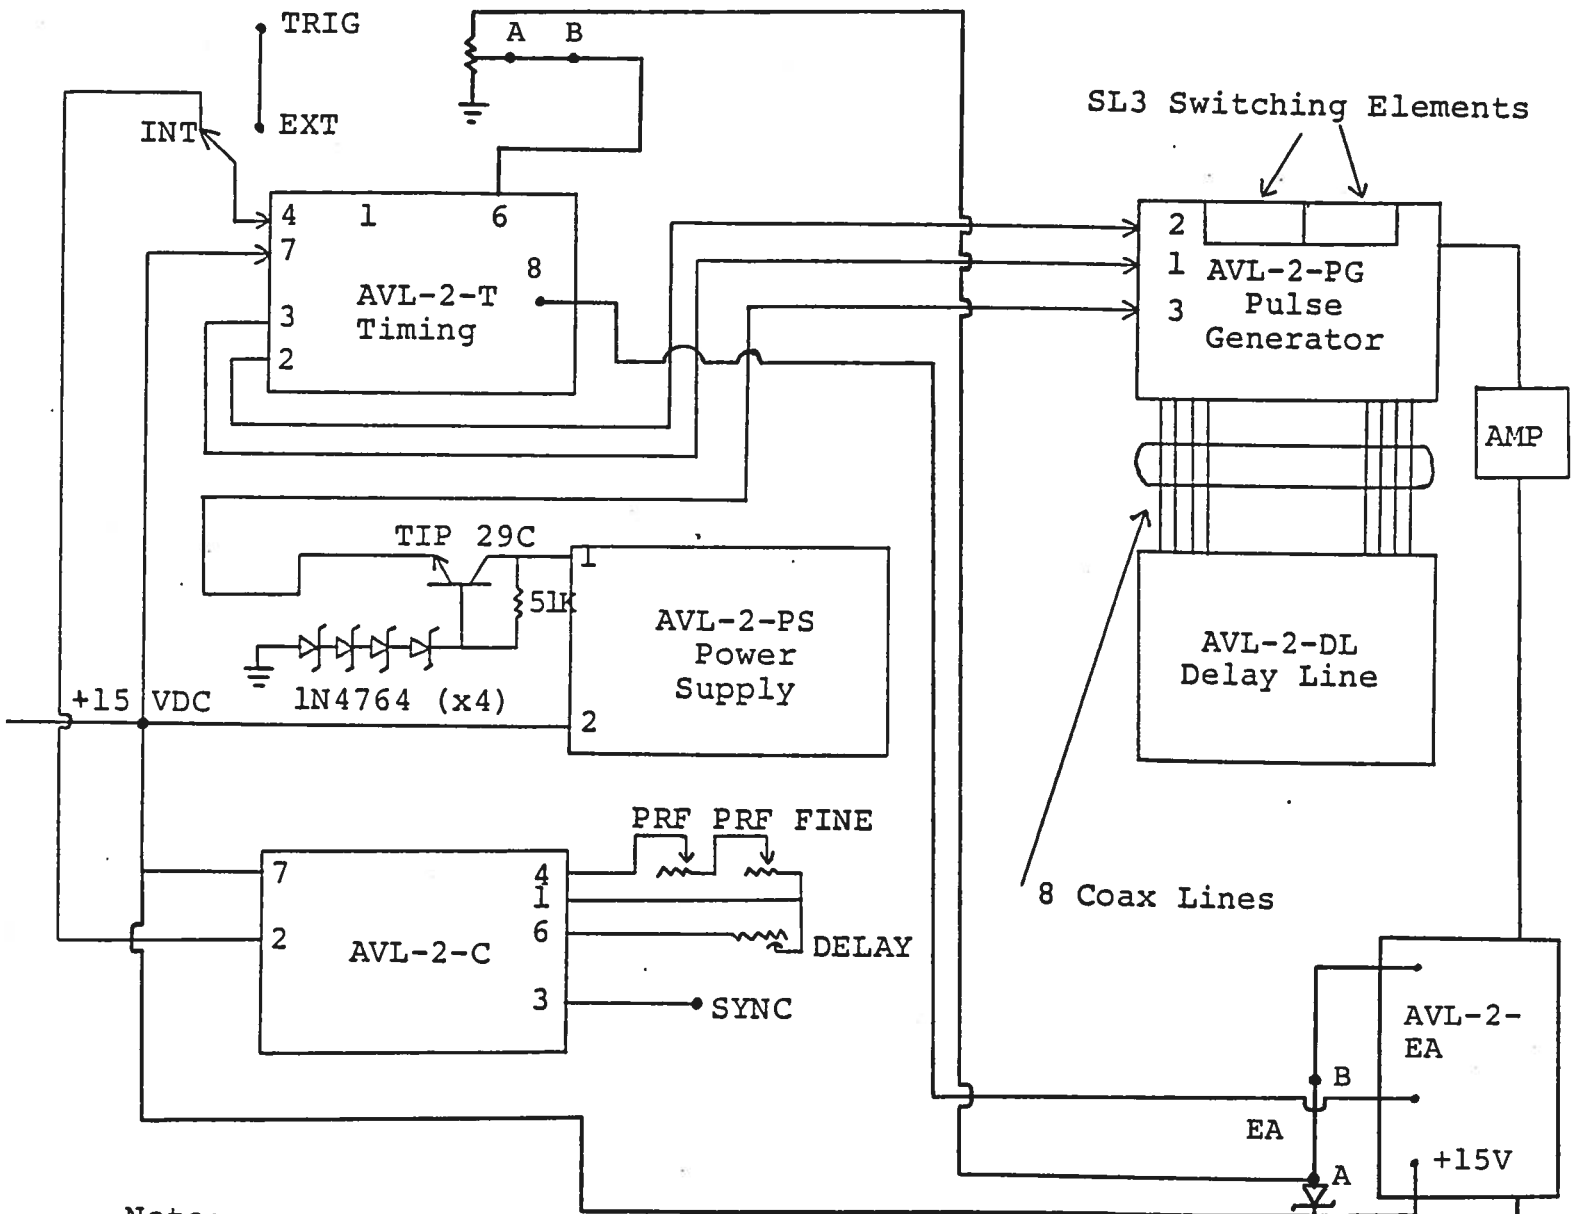 TRIG
A B
EXT
INT
SL3 Switching Elements
4 1 6
7
8
AVL-2-T
Timing
3
2
2
1 AVL-2-PG
Pulse
3
Generator
AMP
TIP 29C
1
51K
AVL-2-PS
Power
Supply
1N4764 (x4)
+15 VDC
2
AVL-2-DL
Delay Line
PRF PRF FINE
7
4
1
6
2
AVL-2-C
DELAY
3
SYNC
8 Coax Lines
AVL-2-
EA
B
EA
A
+15V